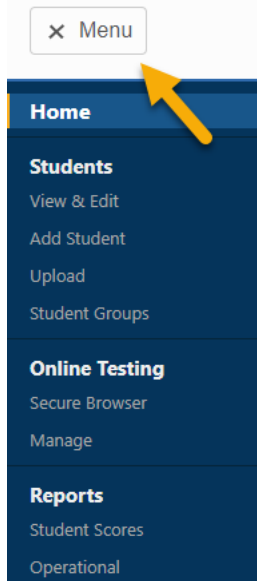 × Menu
Home
Students
View & Edit
Add Student
Upload
Student Groups
Online Testing
Secure Browser
Manage
Reports
Student Scores
Operational